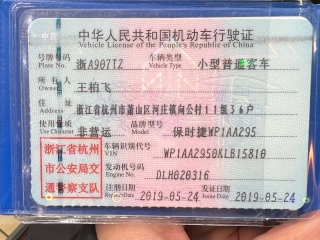 中华人民共和国机动车行驶证
Vehicle License of the People's Republic of China
号牌号码 浙A907TZ 车辆类型 小型普通客车
Plate No. Vehicle Type
所有人 王柏飞
Owner
住址 浙江省杭州市萧山区河庄镇向公村11组36户
Address
使用性质 非营运 品牌型号 保时捷WP1AA295
Use Character Model
浙江省杭州
市公安局交
通警察支队
车辆识别代号 WP1AA2950KLB15810
VIN
发动机号码 DLH020316
Engine No.
注册日期 2019-05-24 发证日期 2019-05-24
Register Date Issue Date